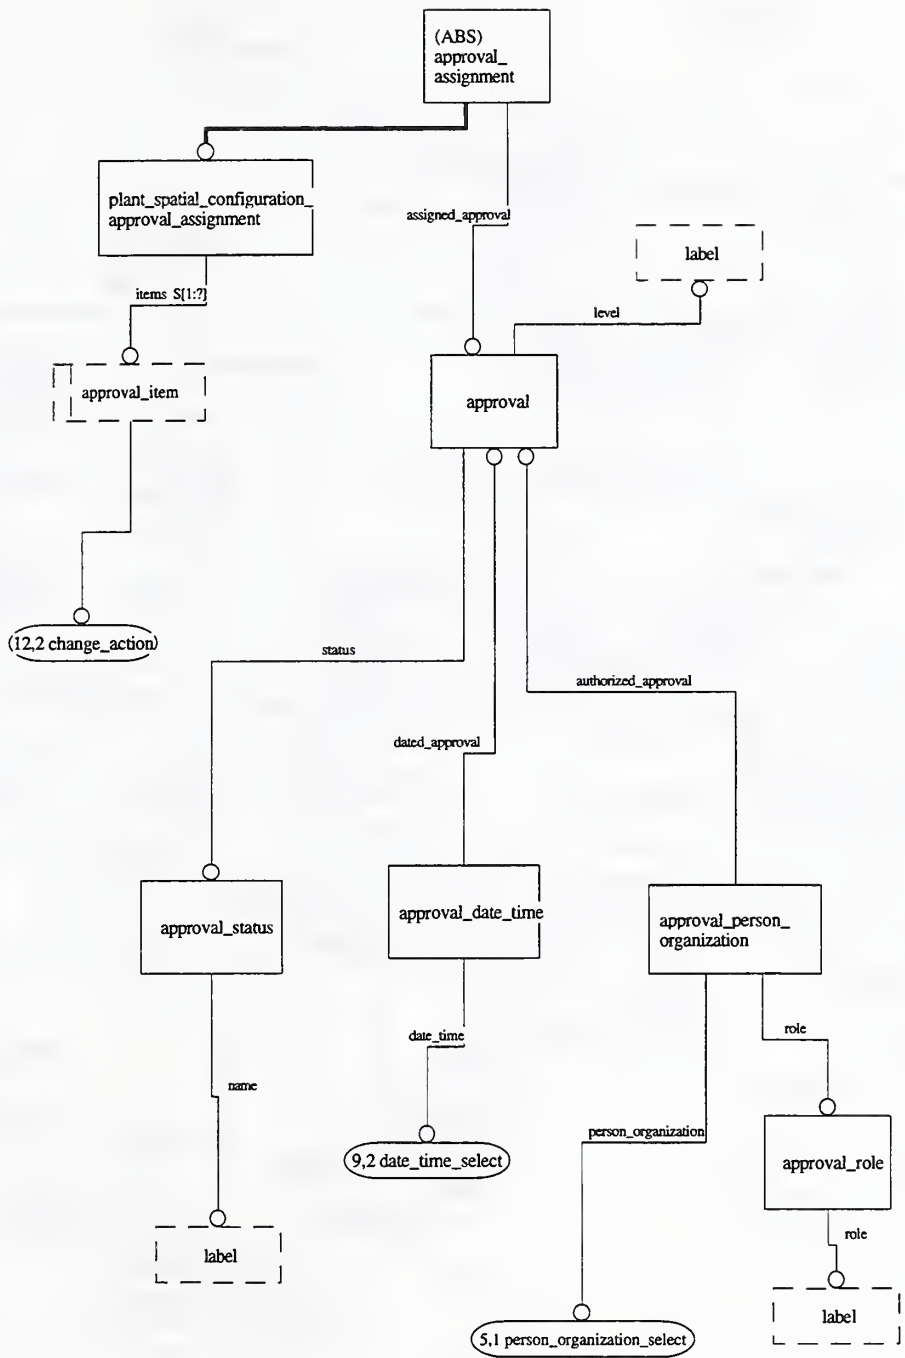 (ABS)
approval_
assignment
plant_spatial_configuration_
approval_assignment
assigned_approval
label
items S[1:?]
level
approval_item
approval
(12,2 change_action)
status
authorized_approval
dated_approval
approval_status
approval_date_time
approval_person_
organization
date_time
role
name
person_organization
9,2 date_time_select
approval_role
label
role
5,1 person_organization_select
label